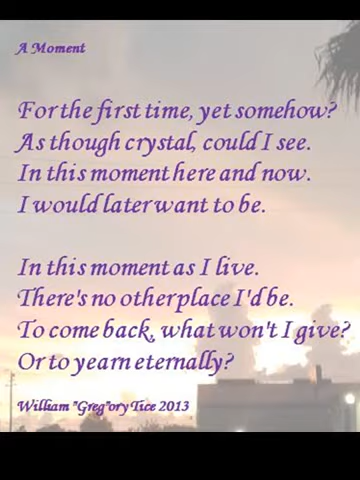 A Moment
For the first time, yet somehow?
As though crystal, could I see.
In this moment here and now.
I would later want to be.
In this moment as I live.
There's no other place I'd be.
To come back, what won't I give?
Or to yearn eternally?
William "Greg"ory Tice 2013